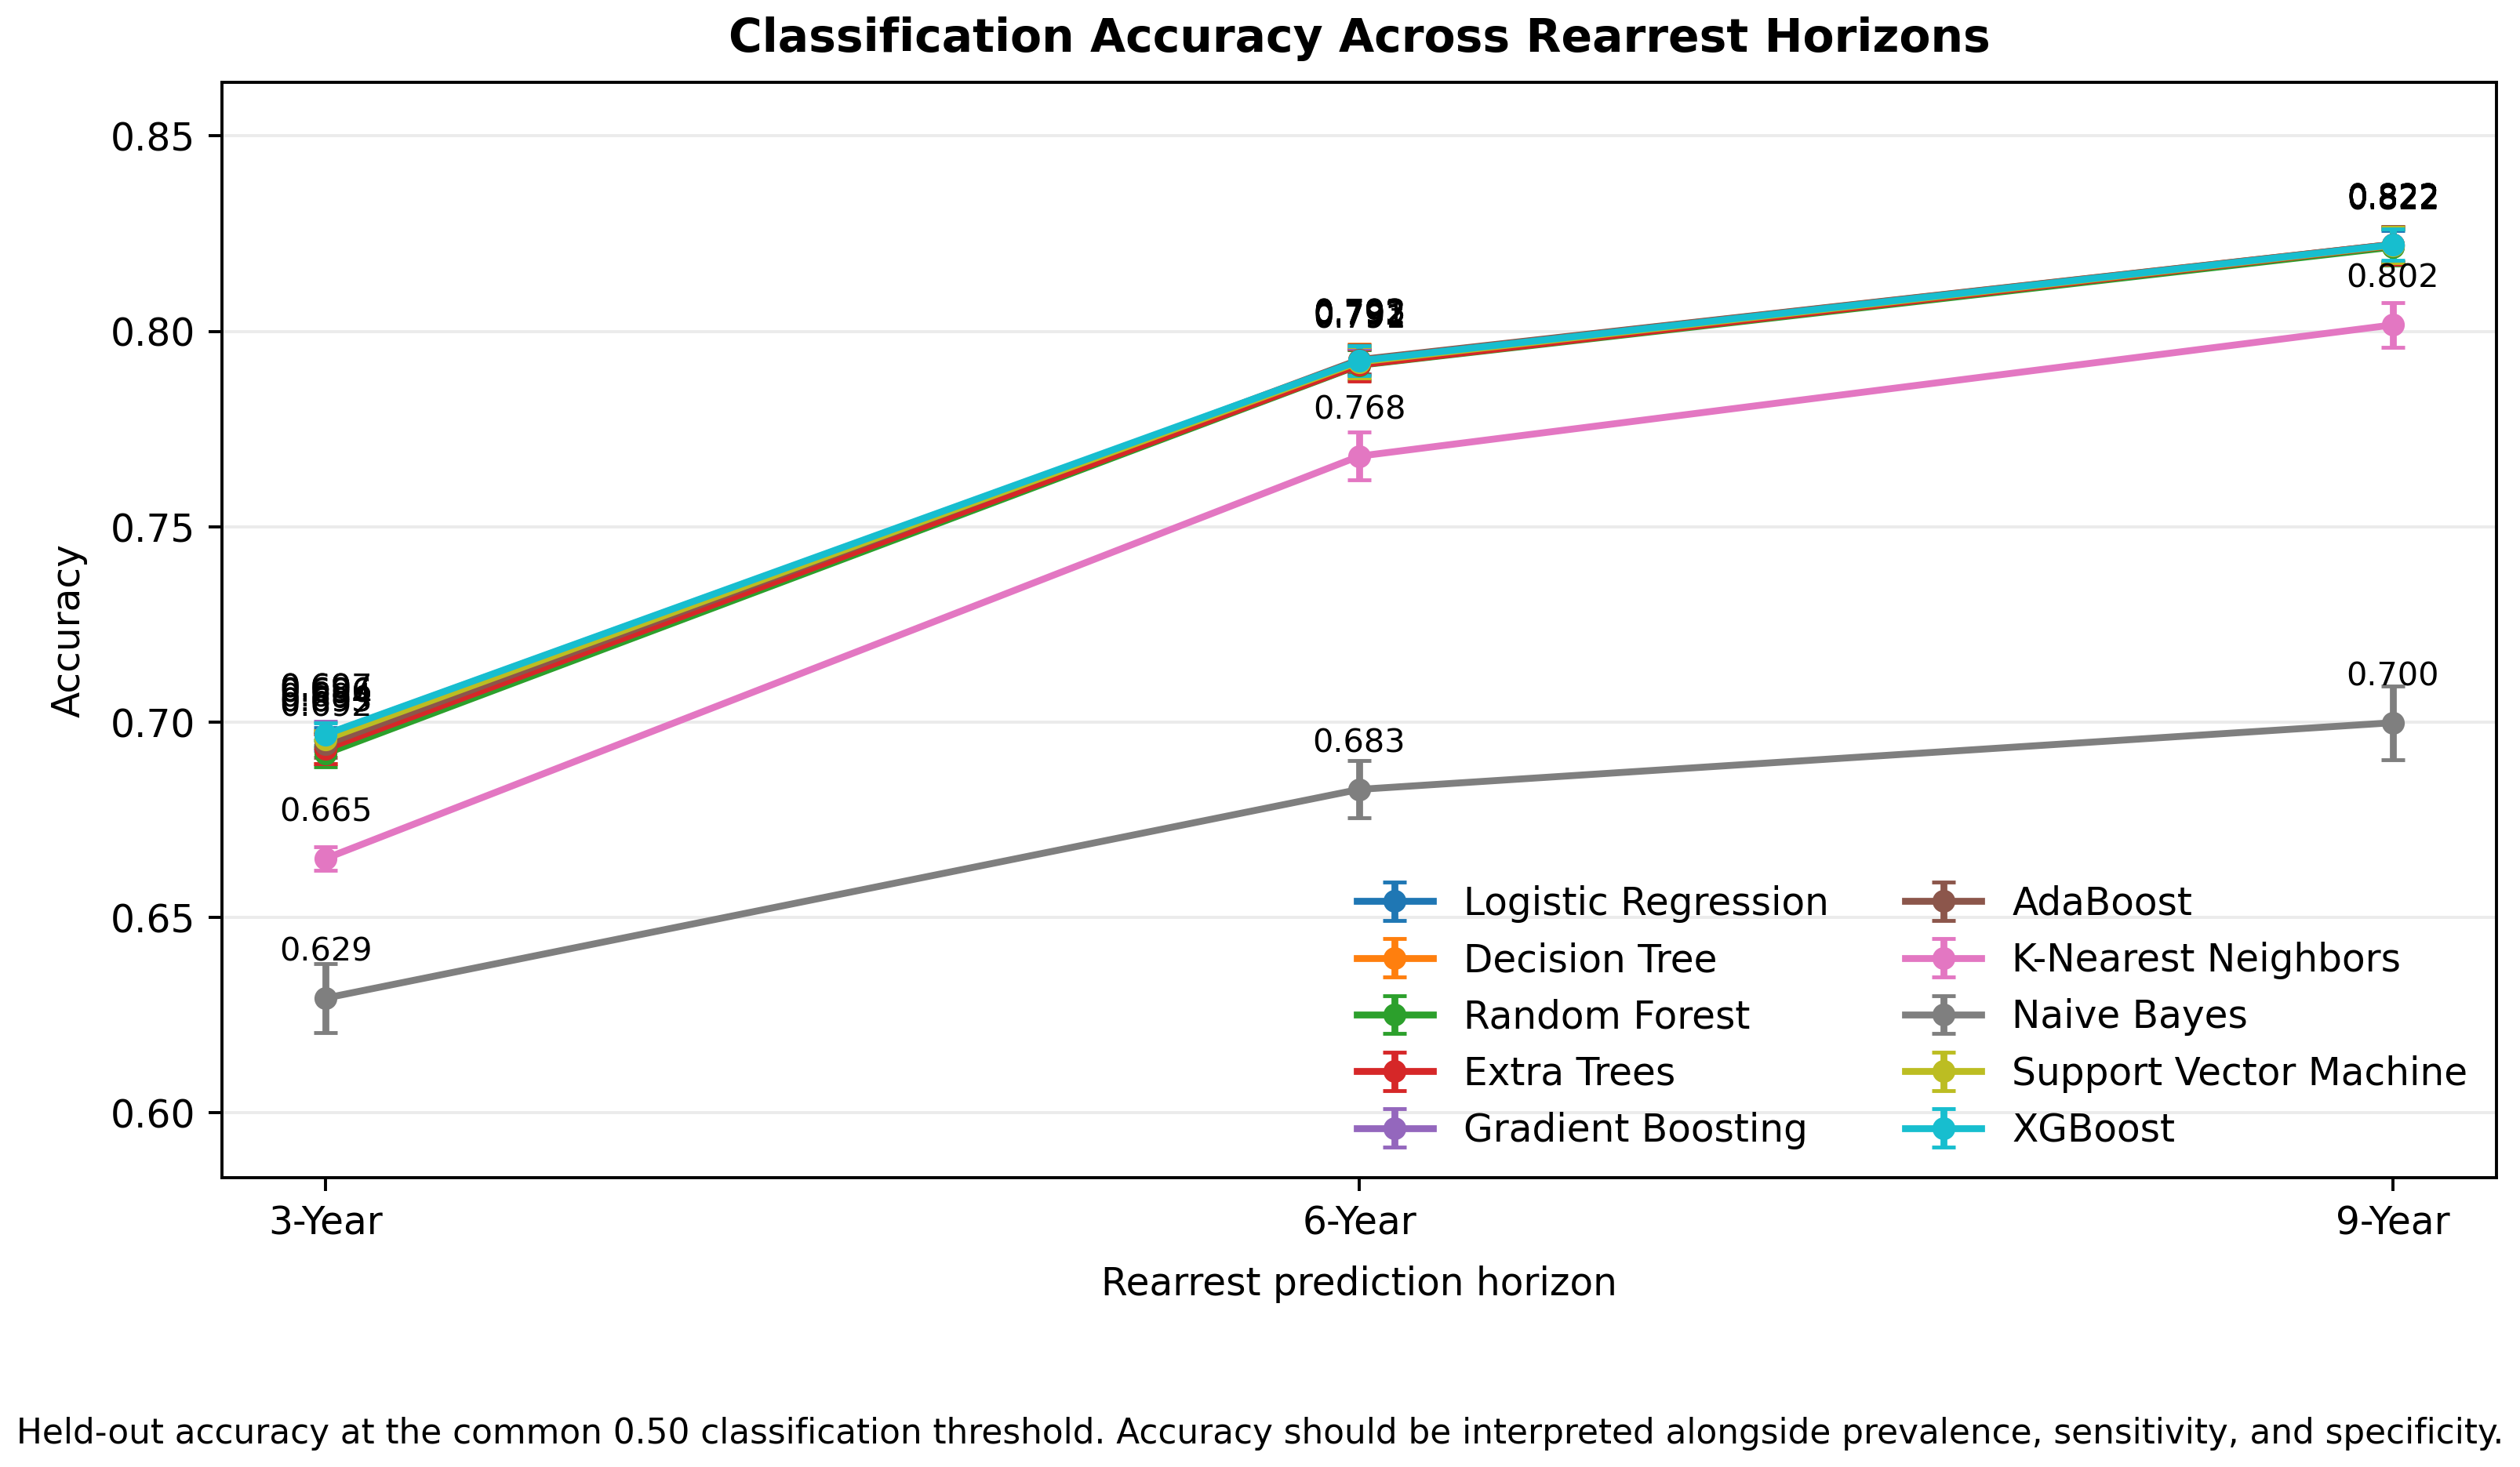 Classification Accuracy Across Rearrest Horizons
0.85
0.822
0.802
0.80
0.768
0.75
Accuracy
0.70
0.700
0.683
0.665
0.65
0.629
Logistic Regression
AdaBoost
Decision Tree
K-Nearest Neighbors
Random Forest
Naive Bayes
Extra Trees
Support Vector Machine
0.60
Gradient Boosting
XGBoost
3-Year
6-Year
9-Year
Rearrest prediction horizon
Held-out accuracy at the common 0.50 classification threshold. Accuracy should be interpreted alongside prevalence, sensitivity, and specificity.